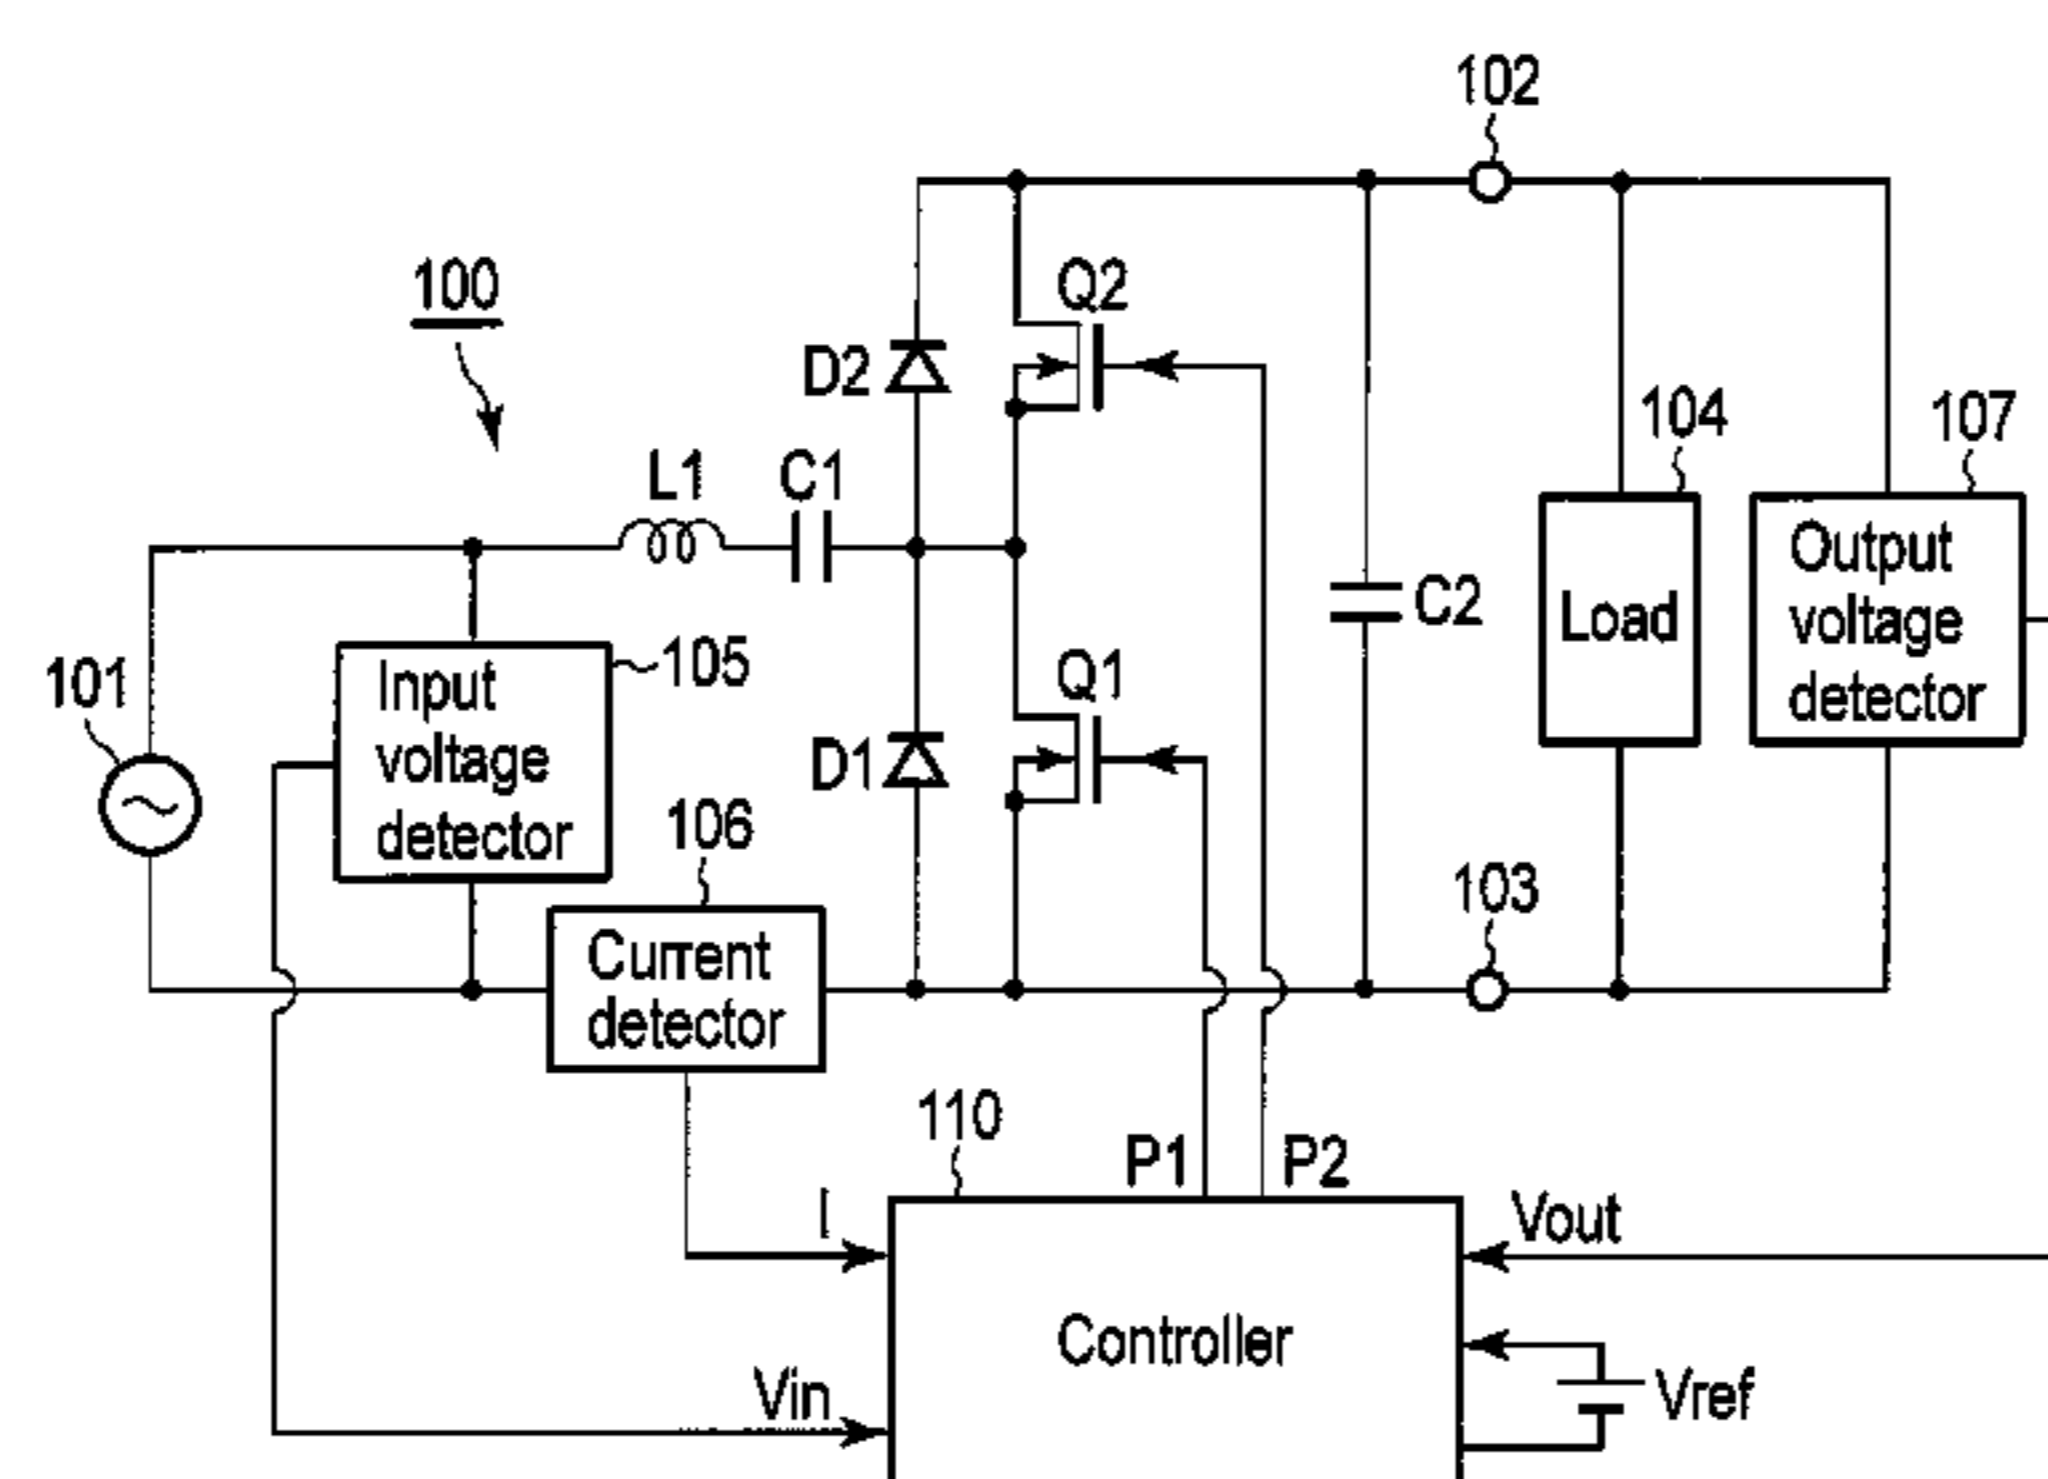 102
100
Q2
D2
104
107
L1
C1
Output
voltage
detector
C2
Load
105
Q1
101
Input
voltage
detector
D1
106
103
Current
detector
110
P1
P2
I
Vout
Controller
Vin
Vref